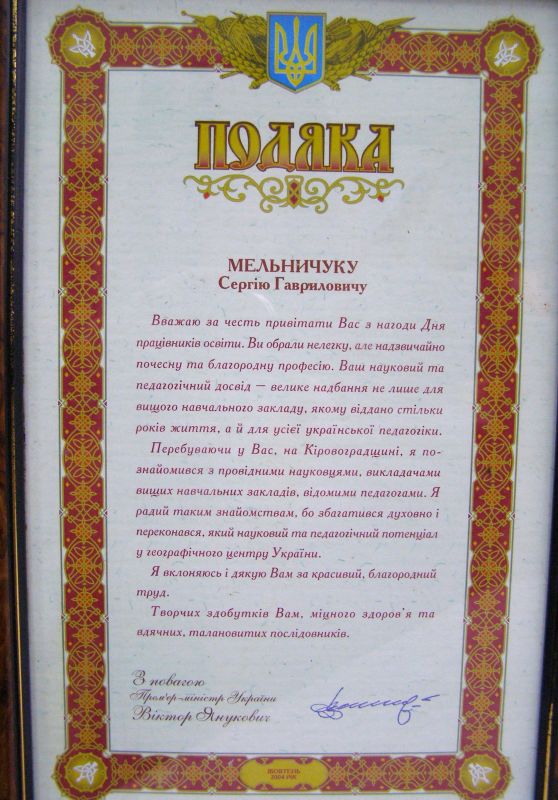 ПОДЯКА
МЕЛЬНИЧУКУ
Сергію Гавриловичу
Вважаю за честь привітати Вас з нагоди Дня
працівників освіти. Ви обрали нелегку, але надзвичайно
почесну та благородну професію. Ваш науковий та
педагогічний досвід — велике надбання не лише для
вищого навчального закладу, якому віддано стільки
років життя, а й для усієї української педагогіки.
Перебуваючи у Вас, на Кіровоградщині, я по-
знайомився з провідними науковцями, викладачами
вищих навчальних закладів, відомими педагогами. Я
радий таким знайомствам, бо збагатився духовно і
переконався, який науковий та педагогічний потенціал
у географічного центру України.
Я вклоняюсь і дякую Вам за красивий, благородний
труд.
Творчих здобутків Вам, міцного здоров'я та
вдячних, талановитих послідовників.
З повагою
Прем'єр-міністр України
Віктор Янукович
ЖОВТЕНЬ
2004 РІК